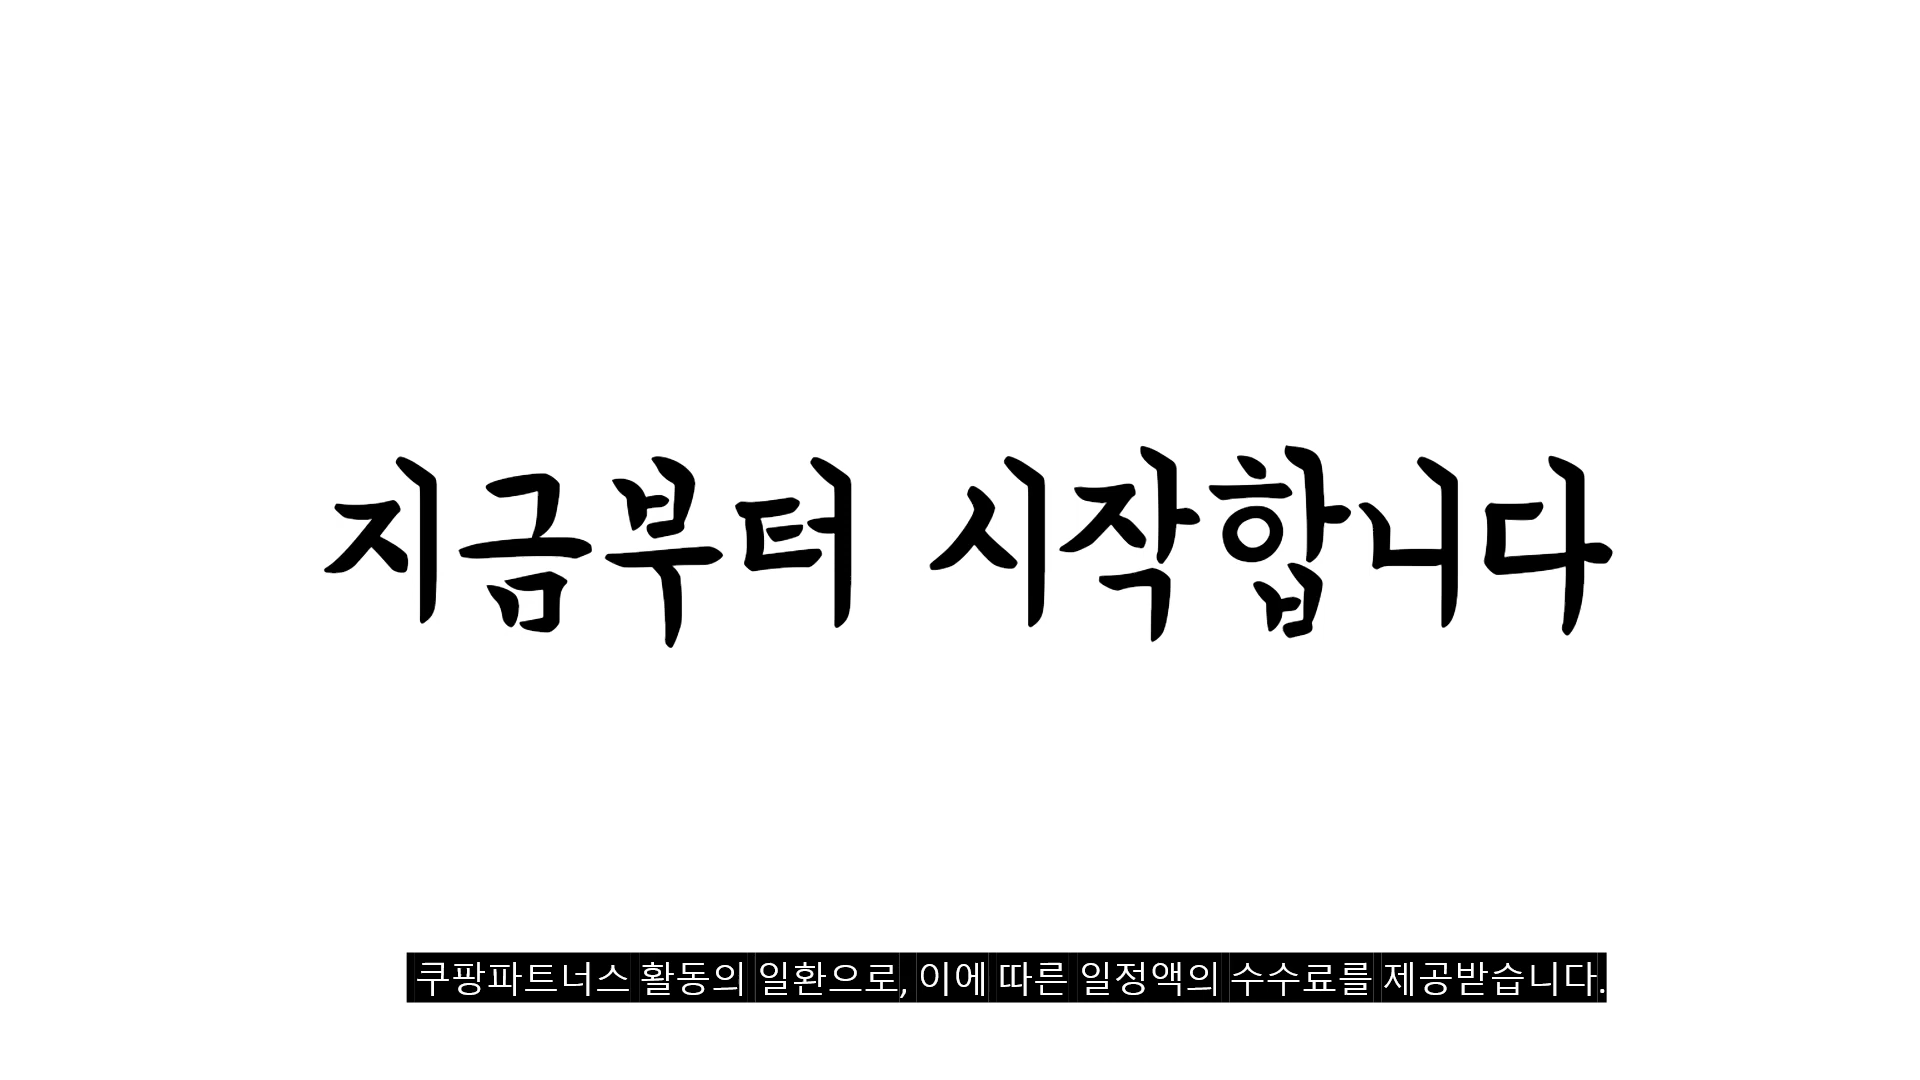 지금부터 시작합니다
쿠팡파트너스 활동의 일환으로, 이에 따른 일정액의 수수료를 제공받습니다.